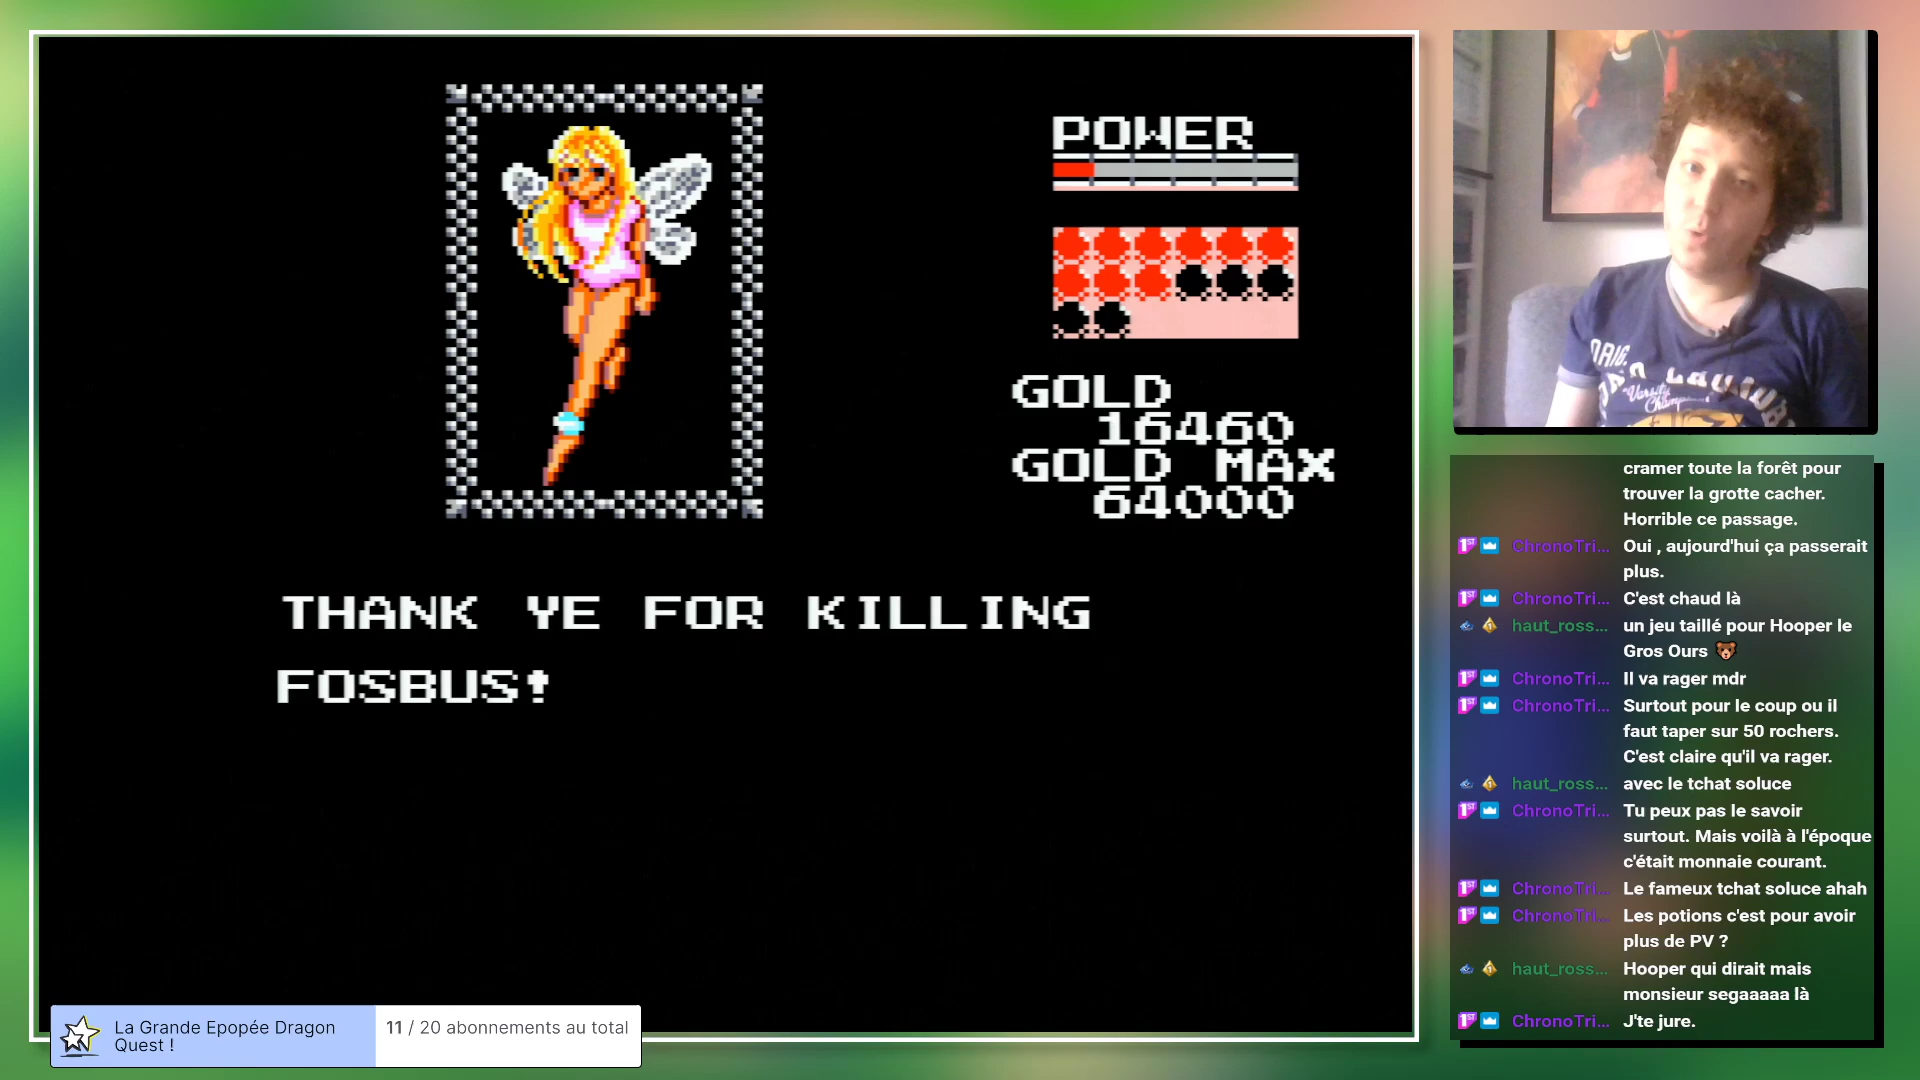 POWER
GOLD
16460
GOLD MAX
64000
THANK YE FOR KILLING
FOSBUS!
ORIG.
Varsity
cramer toute la forêt pour
trouver la grotte cacher.
Horrible ce passage.
ChronoTri... Oui , aujourd'hui ça passerait
plus.
ChronoTri... C'est chaud là
haut_ross... un jeu taillé pour Hooper le
Gros Ours 🐻
ChronoTri... Il va rager mdr
ChronoTri... Surtout pour le coup ou il
faut taper sur 50 rochers.
C'est claire qu'il va rager.
haut_ross... avec le tchat soluce
ChronoTri... Tu peux pas le savoir
surtout. Mais voilà à l'époque
c'était monnaie courant.
ChronoTri... Le fameux tchat soluce ahah
ChronoTri... Les potions c'est pour avoir
plus de PV ?
haut_ross... Hooper qui dirait mais
monsieur segaaaaa là
ChronoTri... J'te jure.
La Grande Epopée Dragon
Quest !
11 / 20 abonnements au total